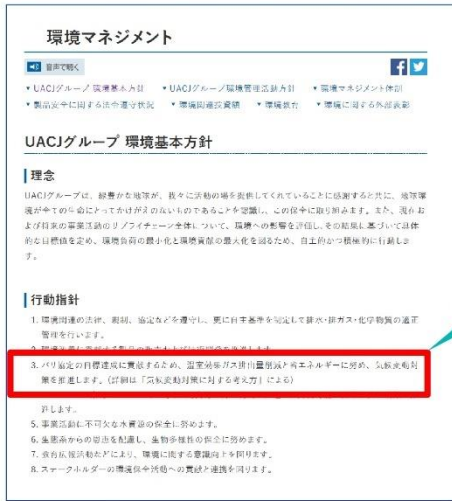 環境マネジメント
音声で聴く
UACJグループ 環境基本方針 UACJグループ環境管理活動方針 環境マネジメント体制
製品安全に関する法令遵守状況 環境関連投資額 環境教育 環境に関する外部表彰
UACJグループ 環境基本方針
理念
UACJグループは、緑豊かな地球が、我々に活動の場を提供してくれていることに感謝すると共に、地球環
境が全ての生命にとってかけがえのないものであることを認識し、この保全に取り組みます。また、現在お
よび将来の事業活動のサプライチェーン全体について、環境への影響を評価し、その結果に基づいて具体
的な目標値を定め、環境負荷の最小化と環境貢献の最大化を図るため、自主的かつ積極的に行動しま
す。
行動指針
1. 環境関連の法律、規制、協定などを遵守し、更に自主基準を制定して排水・排ガス・化学物質の適正
管理を行います。
3. パリ協定の目標達成に貢献するため、温室効果ガス排出量削減と省エネルギーに努め、気候変動対
策を推進します。(詳細は「気候変動対策に対する考え方」による)
5. 事業活動に不可欠な水資源の保全に努めます。
6. 生態系からの恩恵を配慮し、生物多様性の保全に努めます。
7. 教育広報活動などにより、環境に関する意識向上を図ります。
8. ステークホルダーの環境保全活動への貢献と連携を図ります。